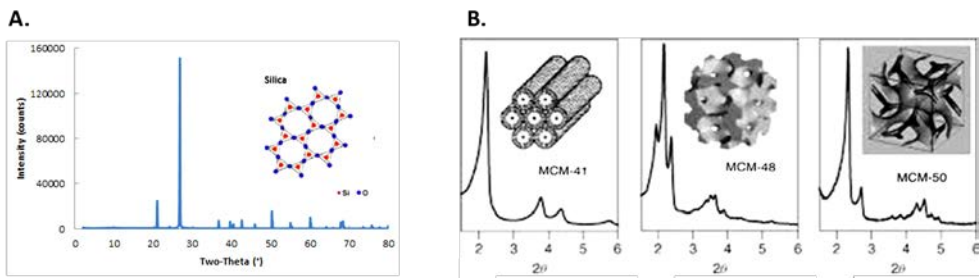 A.
160000
120000
80000
40000
0
Intensity (counts)
0 10 20 30 40 50 60 70 80
Two-Theta (°)
Silica
Si O
B.
MCM-41
2 3 4 5 6
2θ
MCM-48
2 3 4 5 6
2θ
MCM-50
2 3 4 5 6
2θ